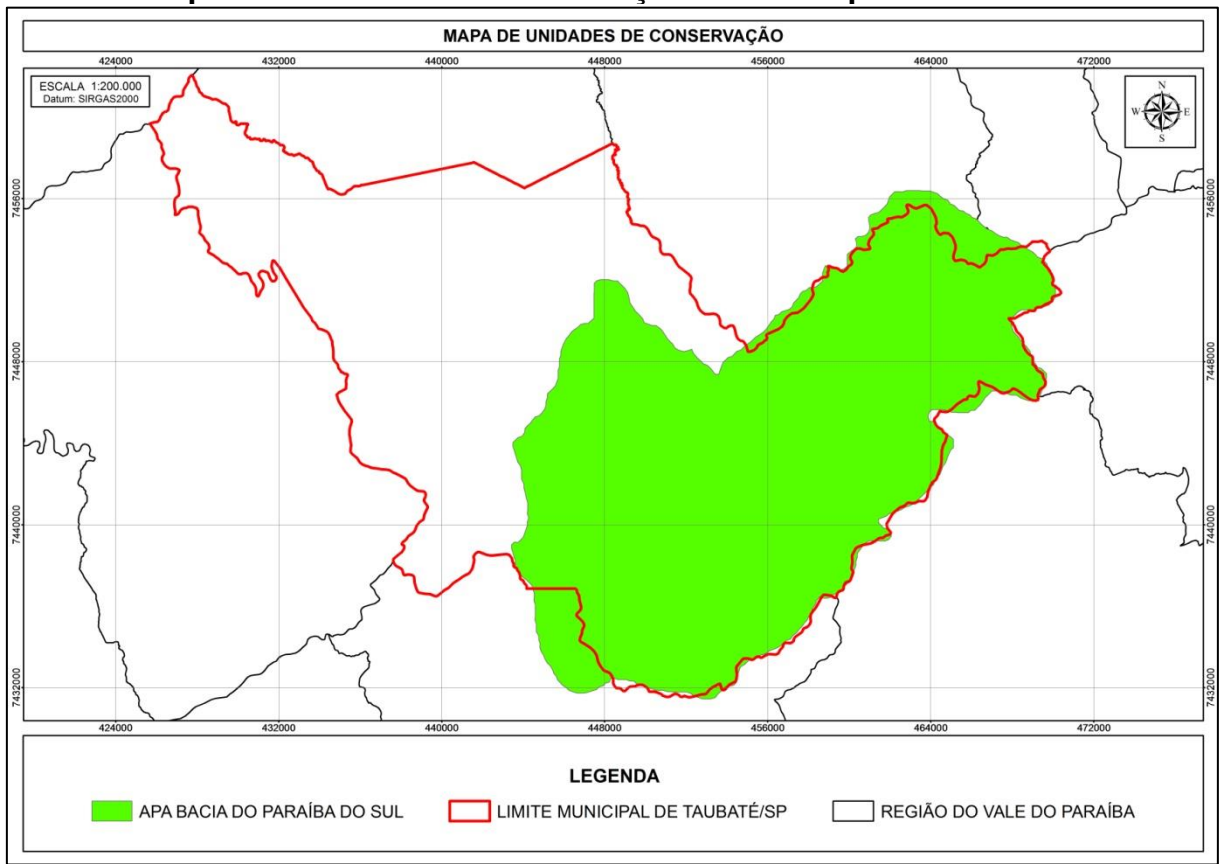 MAPA DE UNIDADES DE CONSERVAÇÃO
424000 432000 440000 448000 456000 464000 472000
ESCALA 1:200.000
Datum: SIRGAS2000
N
W E
S
7456000 7456000
7448000 7448000
7440000 7440000
7432000 7432000
424000 432000 440000 448000 456000 464000 472000
LEGENDA
APA BACIA DO PARAÍBA DO SUL LIMITE MUNICIPAL DE TAUBATÉ/SP REGIÃO DO VALE DO PARAÍBA